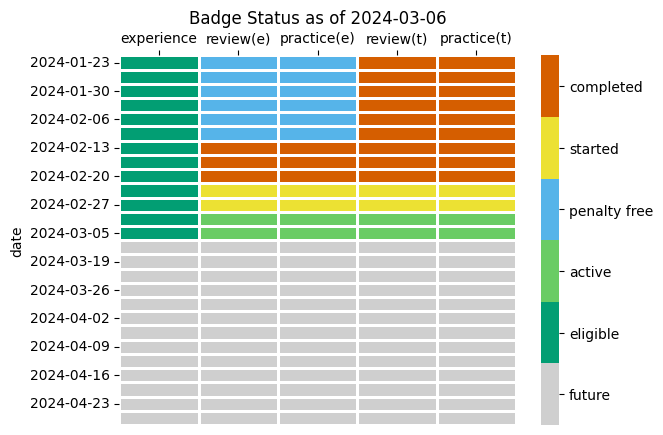 Badge Status as of 2024-03-06
experience review(e) practice(e) review(t) practice(t)
2024-01-23
2024-01-30
2024-02-06
2024-02-13
2024-02-20
2024-02-27
2024-03-05
2024-03-19
2024-03-26
2024-04-02
2024-04-09
2024-04-16
2024-04-23
date
completed
started
penalty free
active
eligible
future